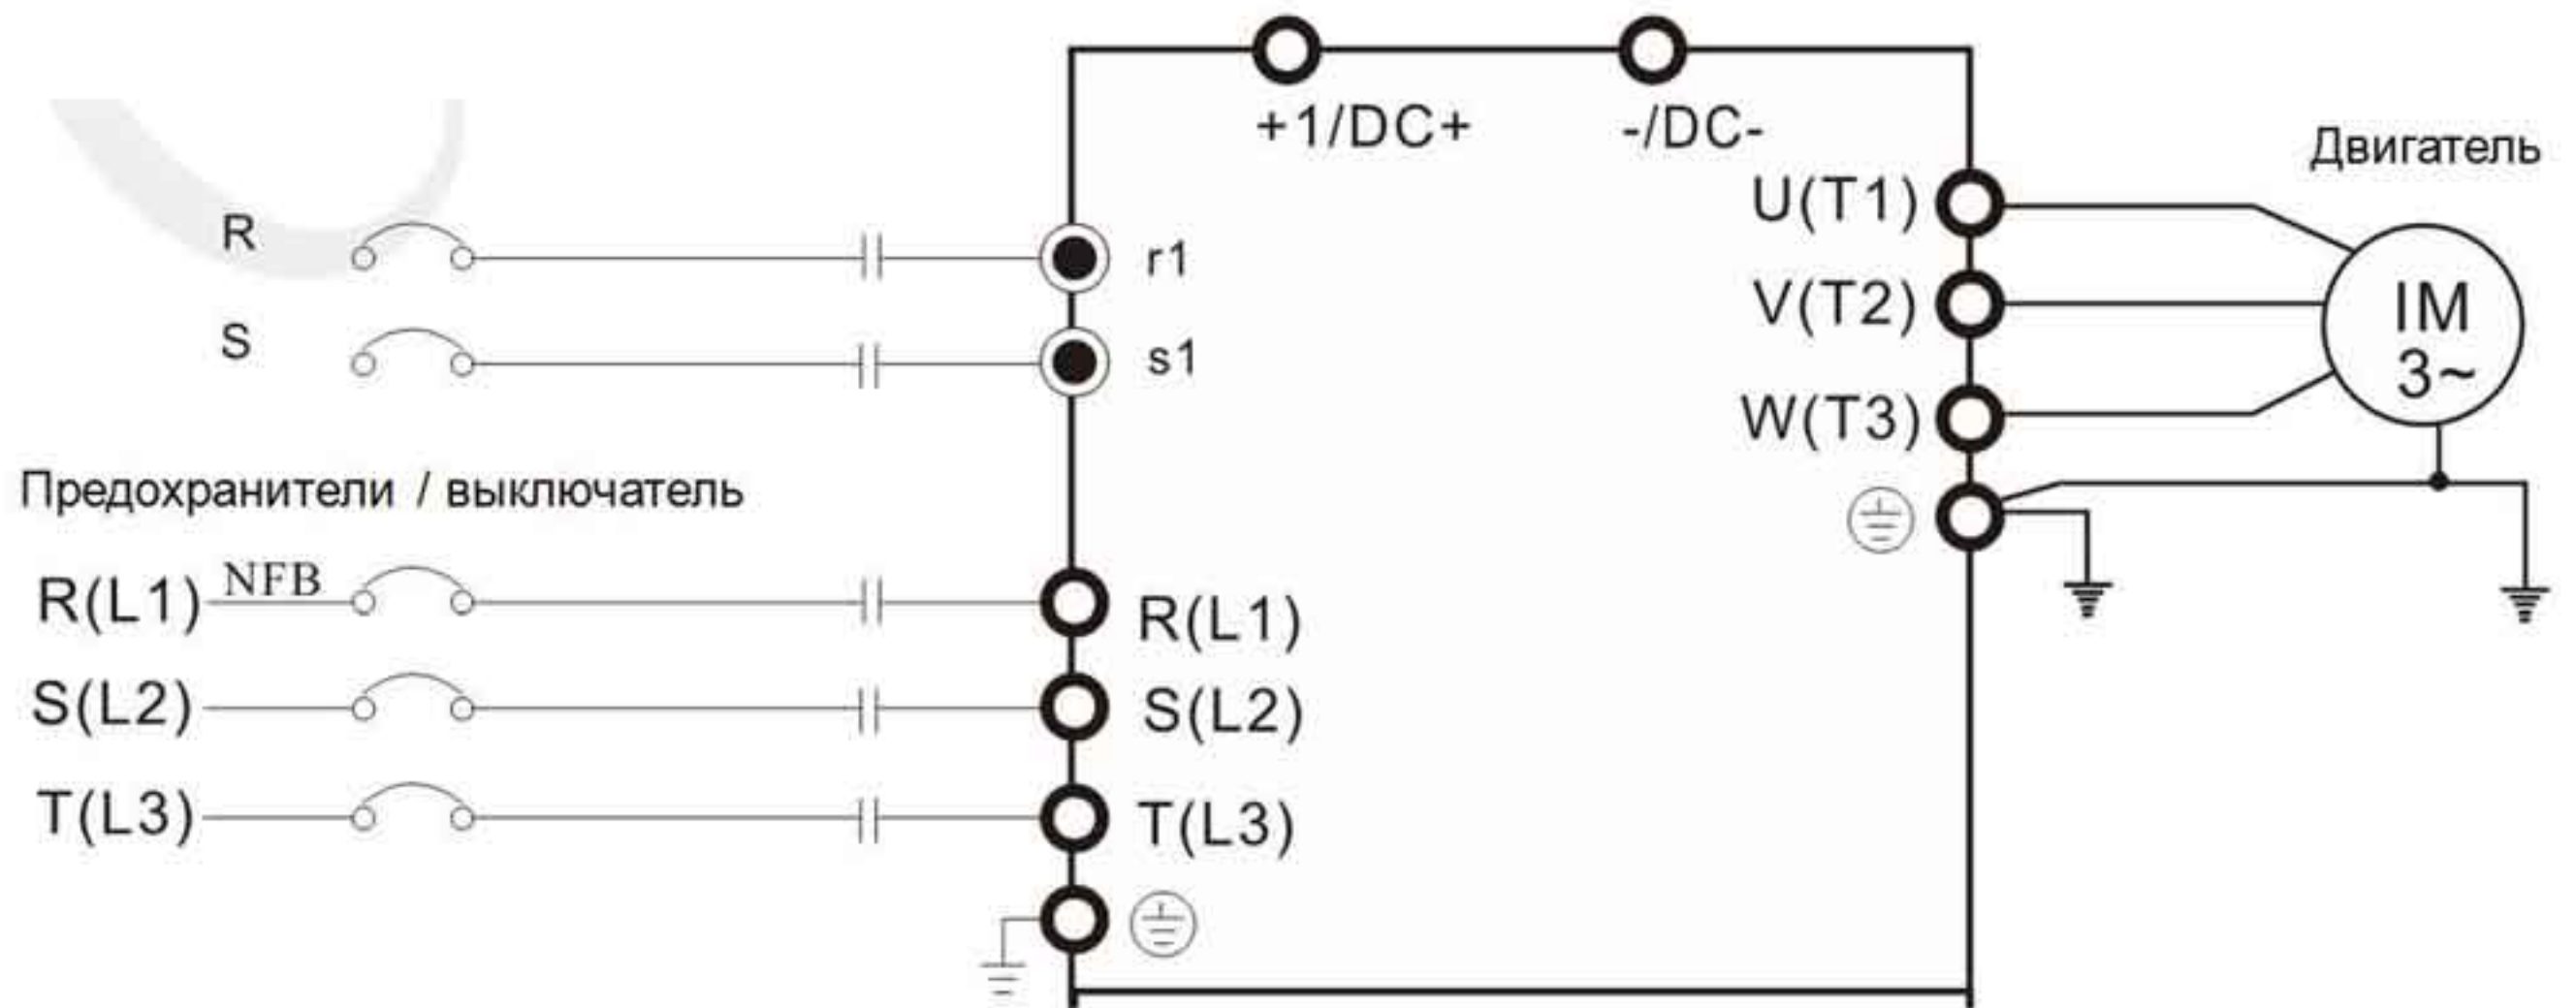 +1/DC+ -/DC-
Двигатель
U(T1)
R r1
V(T2)
IM
3~
S s1
W(T3)
Предохранители / выключатель
R(L1) NFB R(L1)
S(L2) S(L2)
T(L3) T(L3)